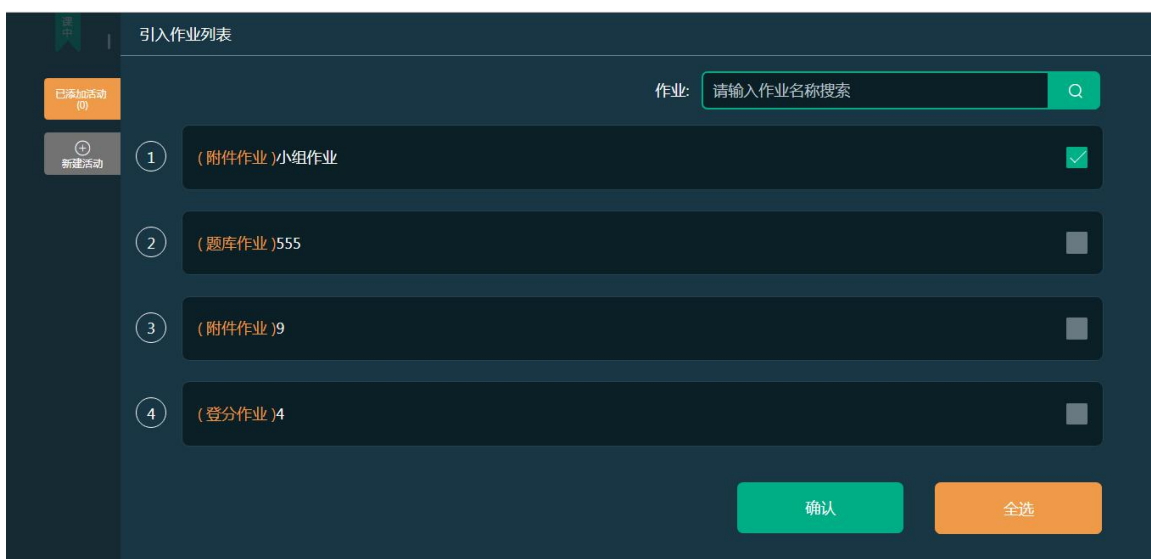 课中
引入作业列表
已添加活动
(0)
新建活动
作业: 请输入作业名称搜索
1 (附件作业)小组作业
2 (题库作业)555
3 (附件作业)9
4 (登分作业)4
确认 全选